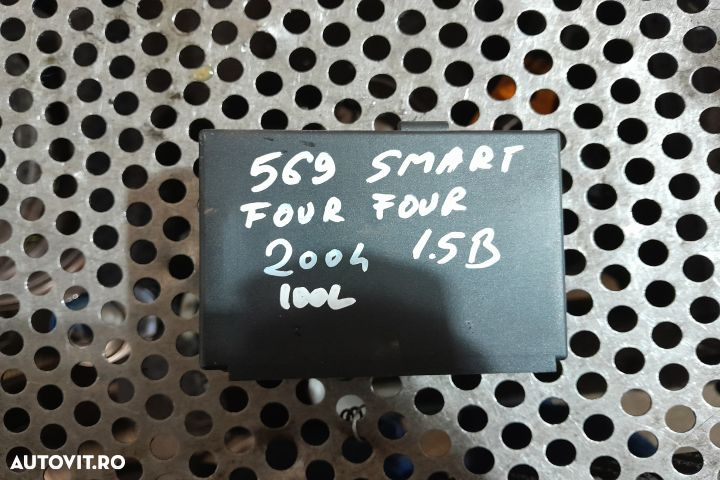 569 SMART
FOUR FOUR
2004 1.5B
100L
AUTOVIT.RO